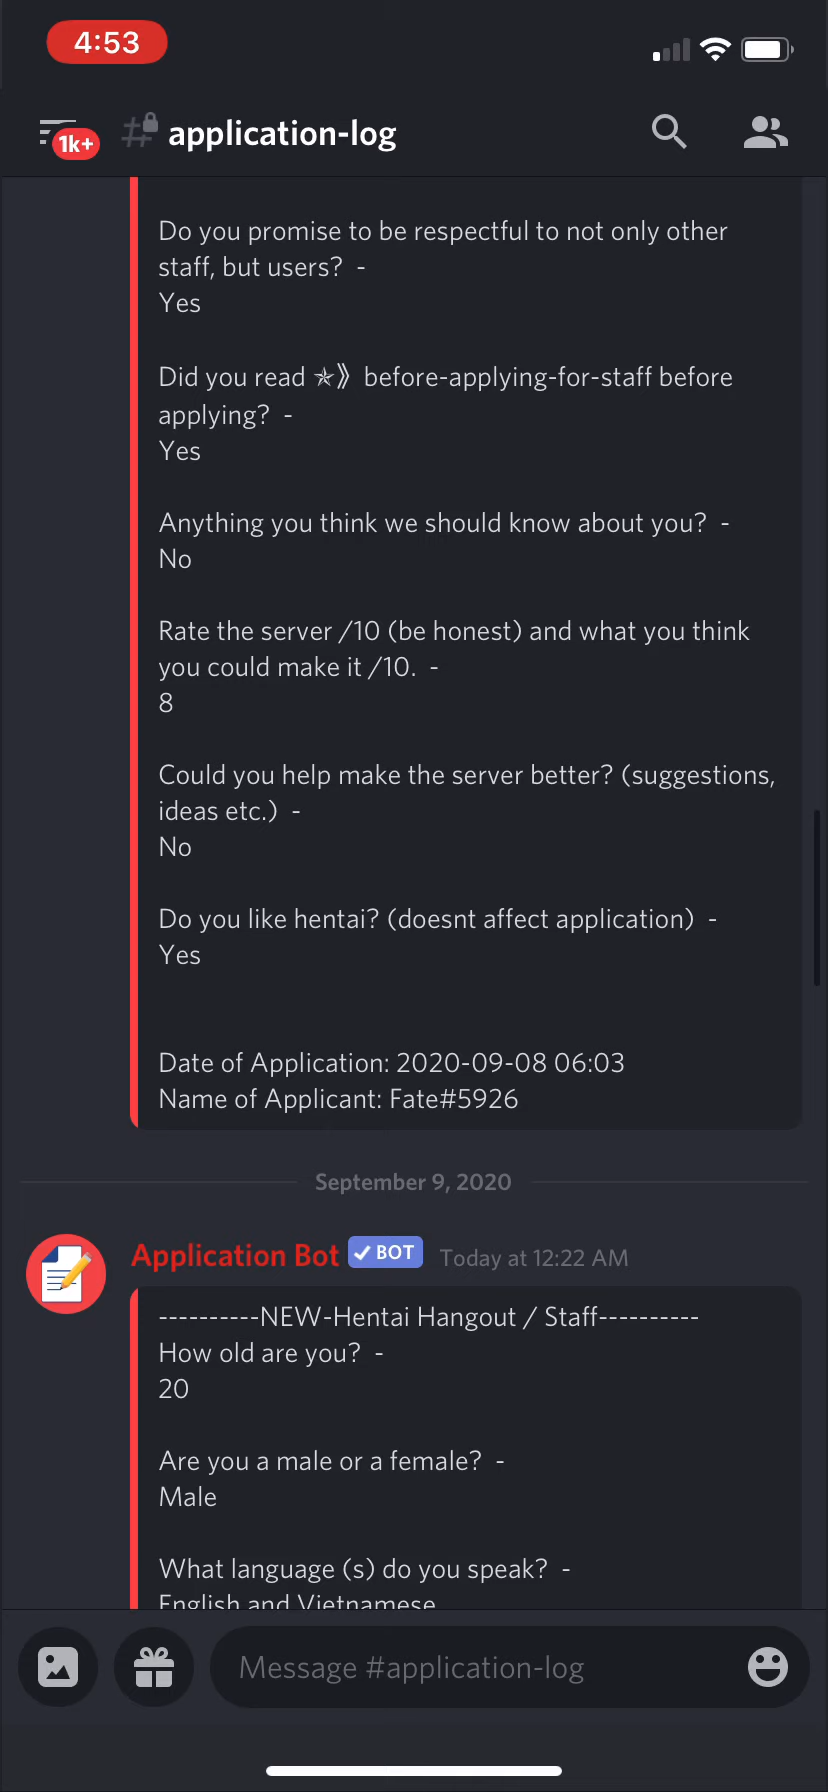 4:53
1k+
application-log
Do you promise to be respectful to not only other
staff, but users?  -
Yes
Did you read ✯》 before-applying-for-staff before
applying?  -
Yes
Anything you think we should know about you?  -
No
Rate the server /10 (be honest) and what you think
you could make it /10.  -
8
Could you help make the server better? (suggestions,
ideas etc.)  -
No
Do you like hentai? (doesnt affect application)  -
Yes
Date of Application: 2020-09-08 06:03
Name of Applicant: Fate#5926
September 9, 2020
Application Bot ✓ BOT Today at 12:22 AM
----------NEW-Hentai Hangout / Staff----------
How old are you?  -
20
Are you a male or a female?  -
Male
What language (s) do you speak?  -
English and Vietnamese
Message #application-log